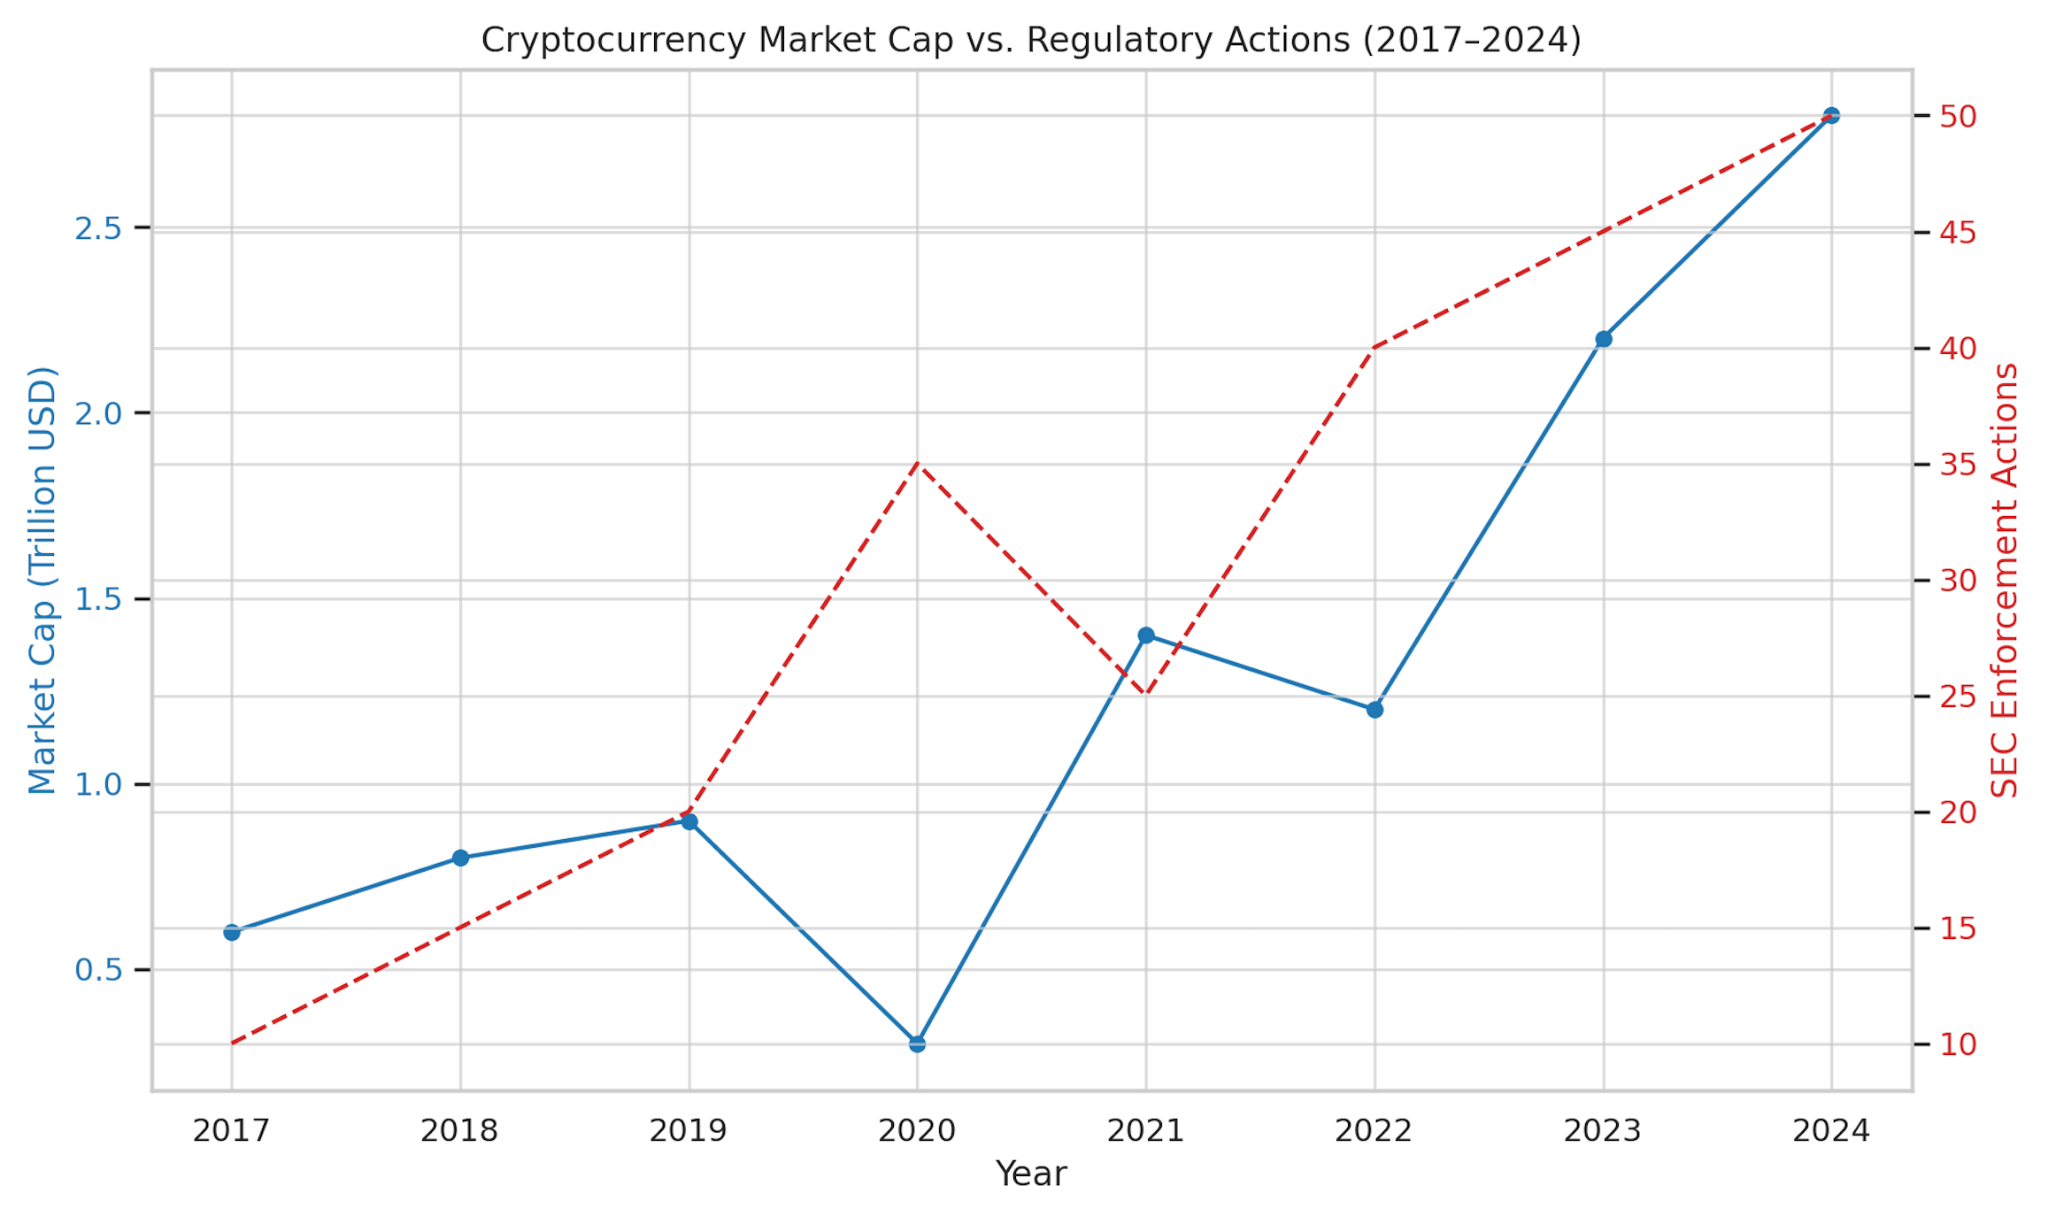 Cryptocurrency Market Cap vs. Regulatory Actions (2017–2024)
Market Cap (Trillion USD)
2.5
2.0
1.5
1.0
0.5
50
45
40
35
30
25
20
15
10
SEC Enforcement Actions
2017 2018 2019 2020 2021 2022 2023 2024
Year